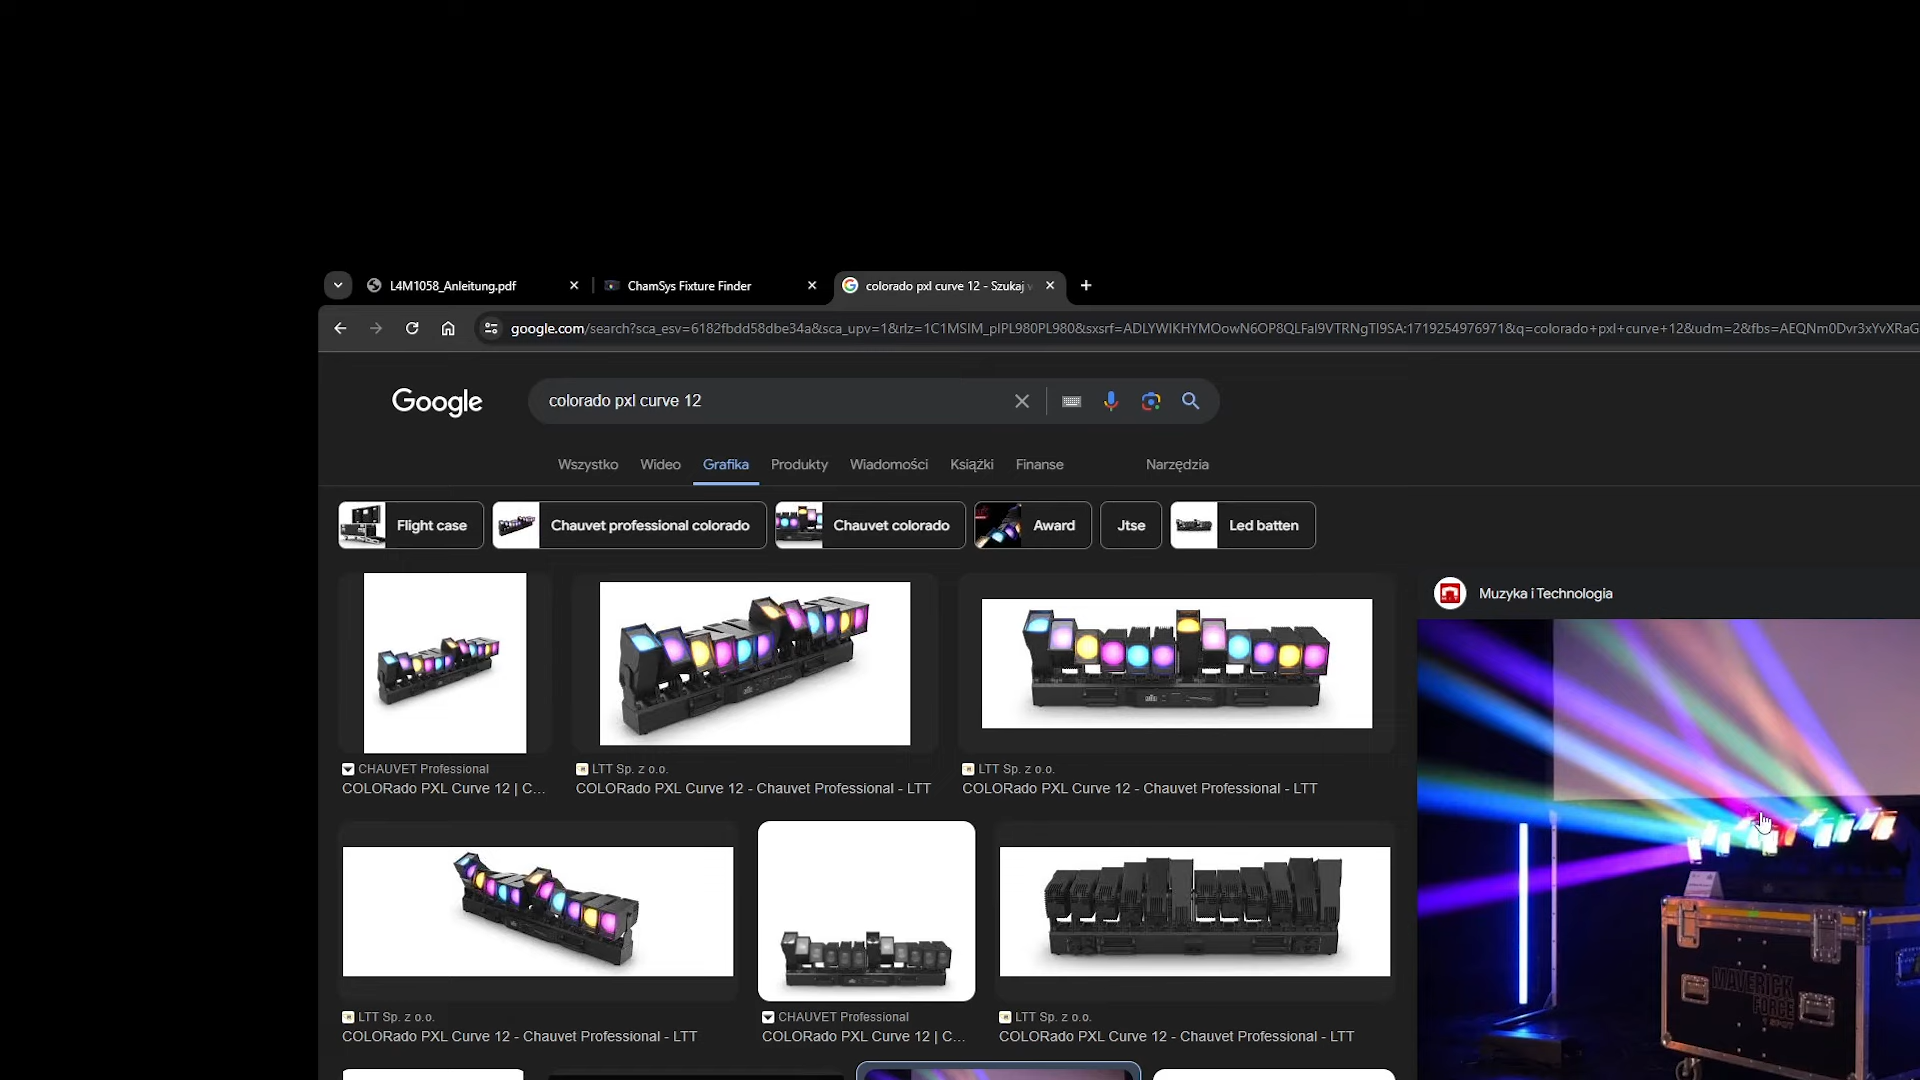 L4M1058_Anleitung.pdf
ChamSys Fixture Finder
colorado pxl curve 12 - Szukaj
google.com/search?sca_esv=6182fbdd58dbe34a&sca_upv=1&rlz=1C1MSIM_plPL980PL980&sxsrf=ADLYWIKHYMOowN6OP8QLFal9VTRNgTl9SA:1719254976971&q=colorado+pxl+curve+12&udm=2&fbs=AEQNm0Dvr3xYvXRaG
Google
colorado pxl curve 12
Wszystko
Wideo
Grafika
Produkty
Wiadomości
Książki
Finanse
Narzędzia
Flight case
Chauvet professional colorado
Chauvet colorado
Award
Jtse
Led batten
Muzyka i Technologia
CHAUVET Professional
COLORado PXL Curve 12 | C...
LTT Sp. z o.o.
COLORado PXL Curve 12 - Chauvet Professional - LTT
LTT Sp. z o.o.
COLORado PXL Curve 12 - Chauvet Professional - LTT
MAVERICK
FORCE
LTT Sp. z o.o.
COLORado PXL Curve 12 - Chauvet Professional - LTT
CHAUVET Professional
COLORado PXL Curve 12 | C...
LTT Sp. z o.o.
COLORado PXL Curve 12 - Chauvet Professional - LTT